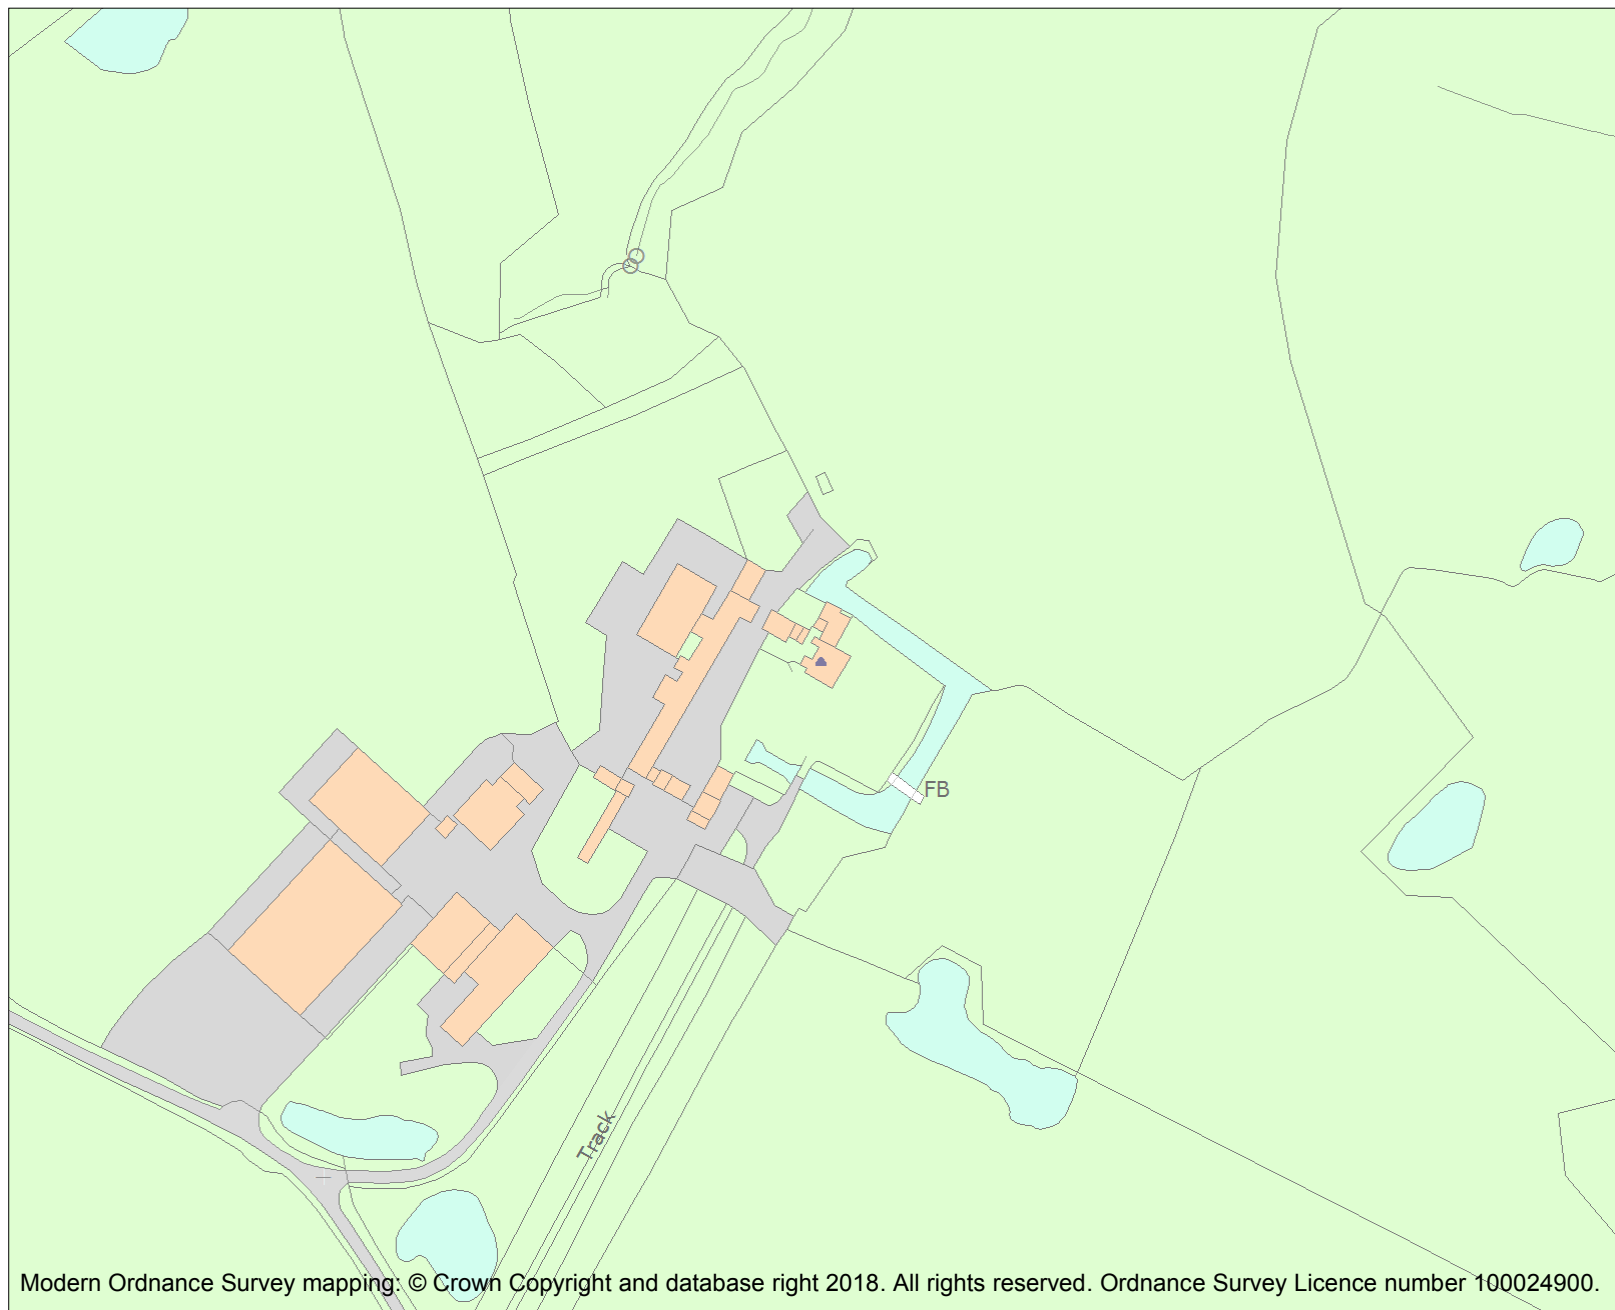 FB
Track
Modern Ordnance Survey mapping: © Crown Copyright and database right 2018. All rights reserved. Ordnance Survey Licence number 100024900.